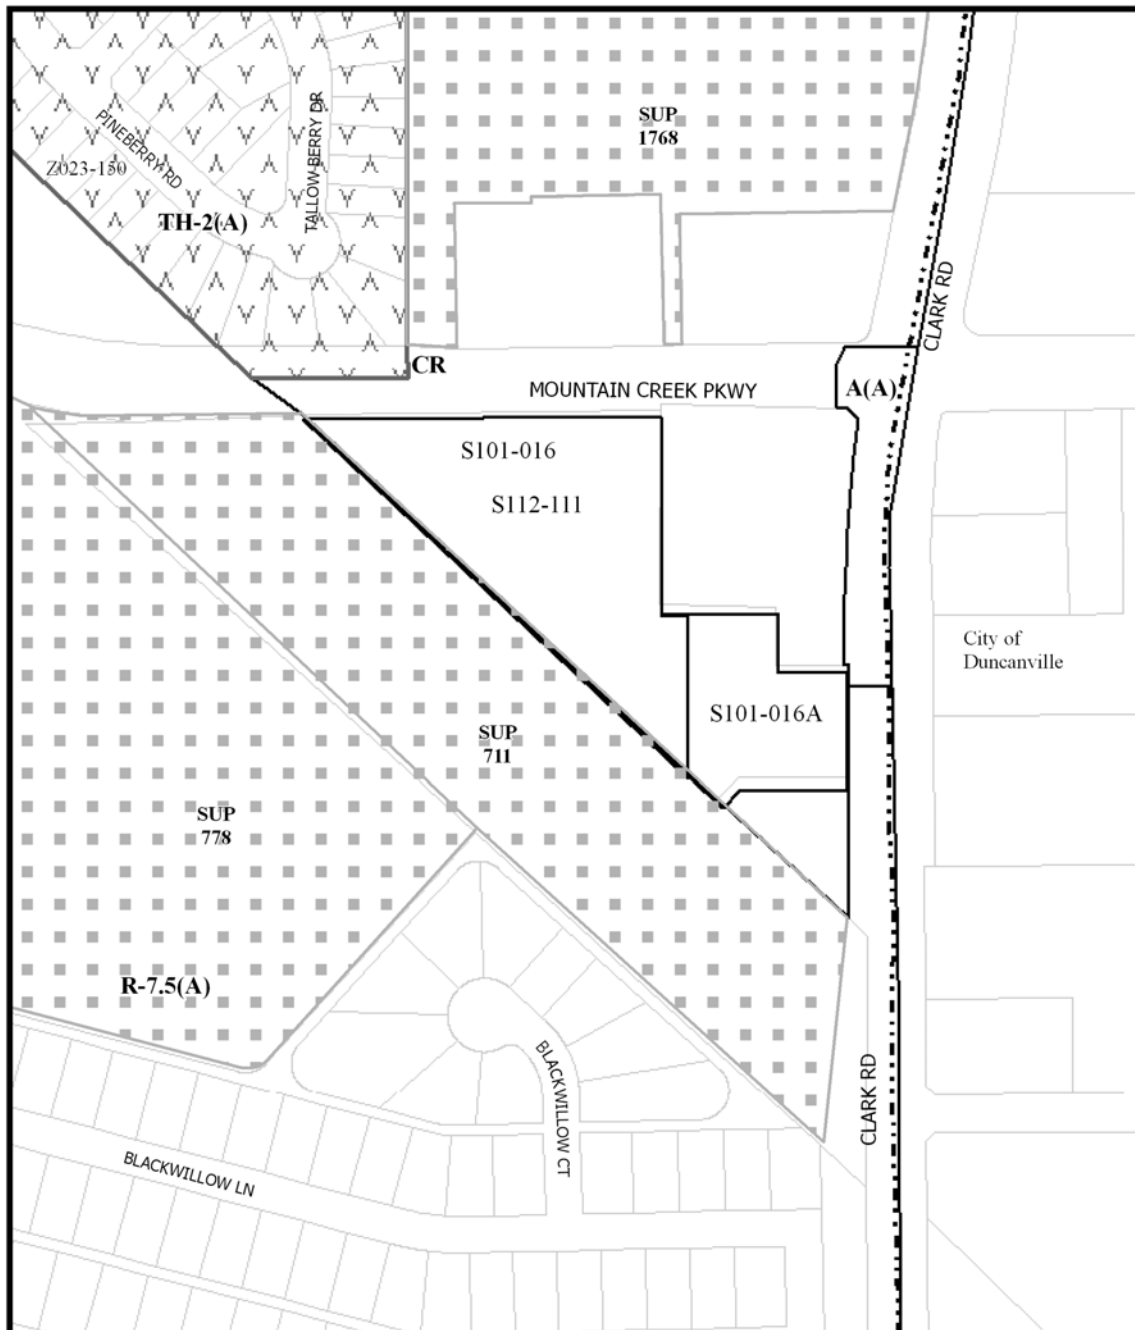 SUP
1768
PINEBERRY RD
TALLOW BERRY DR
Z023-150
TH-2(A)
CLARK RD
CR
MOUNTAIN CREEK PKWY
A(A)
S101-016
S112-111
City of
Duncanville
S101-016A
SUP
711
SUP
778
R-7.5(A)
BLACKWILLOW CT
CLARK RD
BLACKWILLOW LN